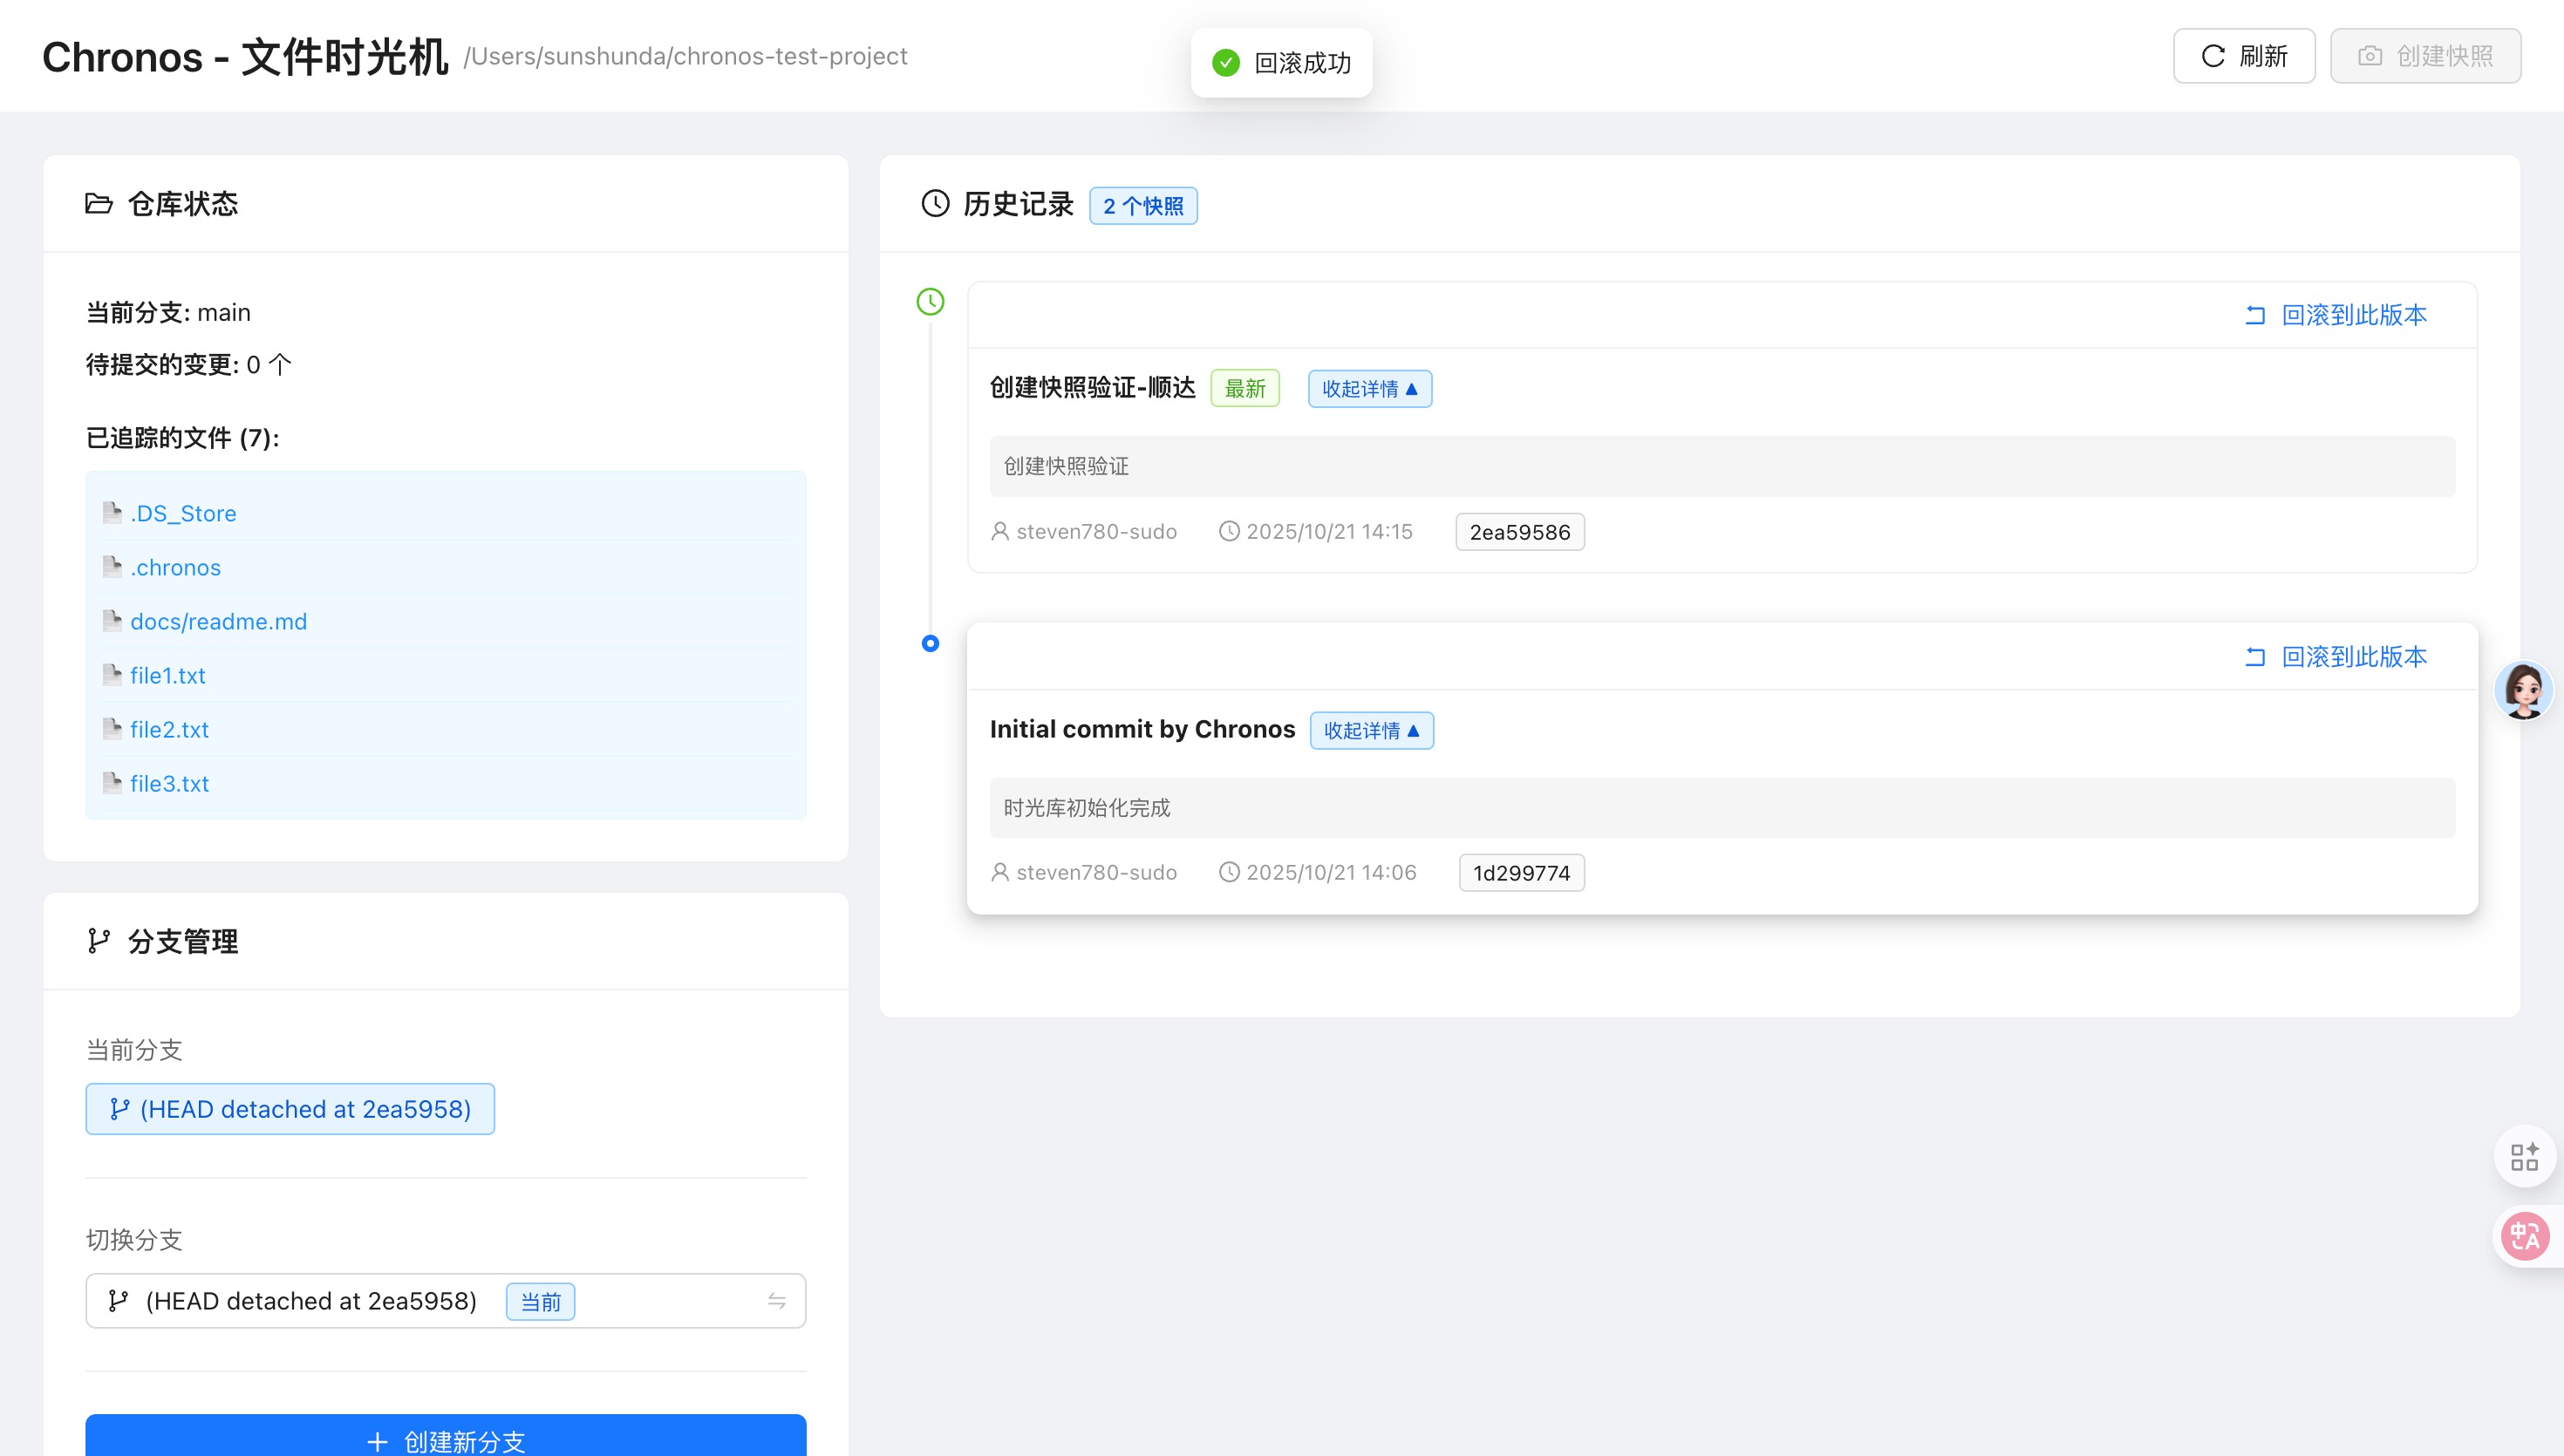 Chronos - 文件时光机 /Users/sunshunda/chronos-test-project
回滚成功
刷新
创建快照
仓库状态
当前分支: main
待提交的变更: 0 个
已追踪的文件 (7):
.DS_Store
.chronos
docs/readme.md
file1.txt
file2.txt
file3.txt
分支管理
当前分支
(HEAD detached at 2ea5958)
切换分支
(HEAD detached at 2ea5958) 当前
创建新分支
历史记录 2 个快照
回滚到此版本
创建快照验证-顺达 最新 收起详情
创建快照验证
steven780-sudo 2025/10/21 14:15 2ea59586
回滚到此版本
Initial commit by Chronos 收起详情
时光库初始化完成
steven780-sudo 2025/10/21 14:06 1d299774
中 A